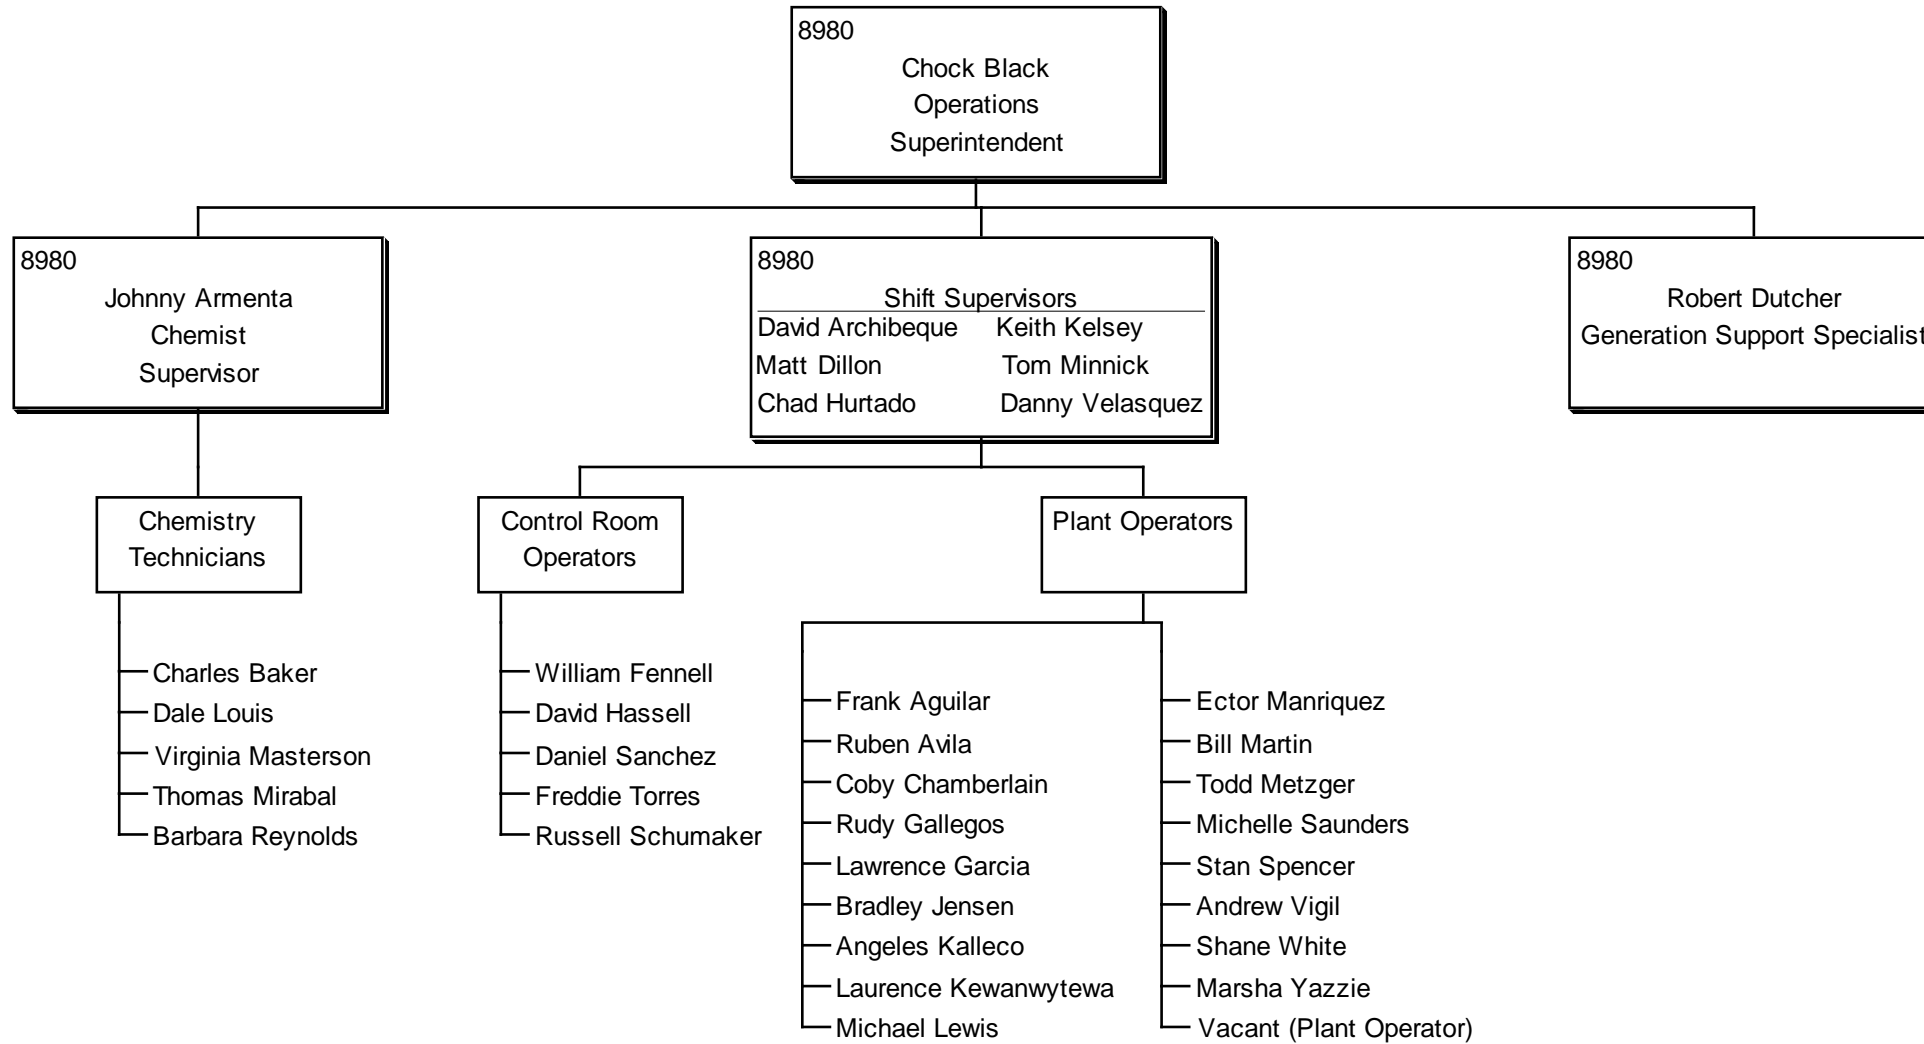 8980
Chock Black
Operations
Superintendent
8980
Johnny Armenta
Chemist
Supervisor
8980
Shift Supervisors
David Archibeque Keith Kelsey
Matt Dillon Tom Minnick
Chad Hurtado Danny Velasquez
8980
Robert Dutcher
Generation Support Specialist
Chemistry
Technicians
Charles Baker
Dale Louis
Virginia Masterson
Thomas Mirabal
Barbara Reynolds
Control Room
Operators
William Fennell
David Hassell
Daniel Sanchez
Freddie Torres
Russell Schumaker
Plant Operators
Frank Aguilar
Ruben Avila
Coby Chamberlain
Rudy Gallegos
Lawrence Garcia
Bradley Jensen
Angeles Kalleco
Laurence Kewanwytewa
Michael Lewis
Ector Manriquez
Bill Martin
Todd Metzger
Michelle Saunders
Stan Spencer
Andrew Vigil
Shane White
Marsha Yazzie
Vacant (Plant Operator)